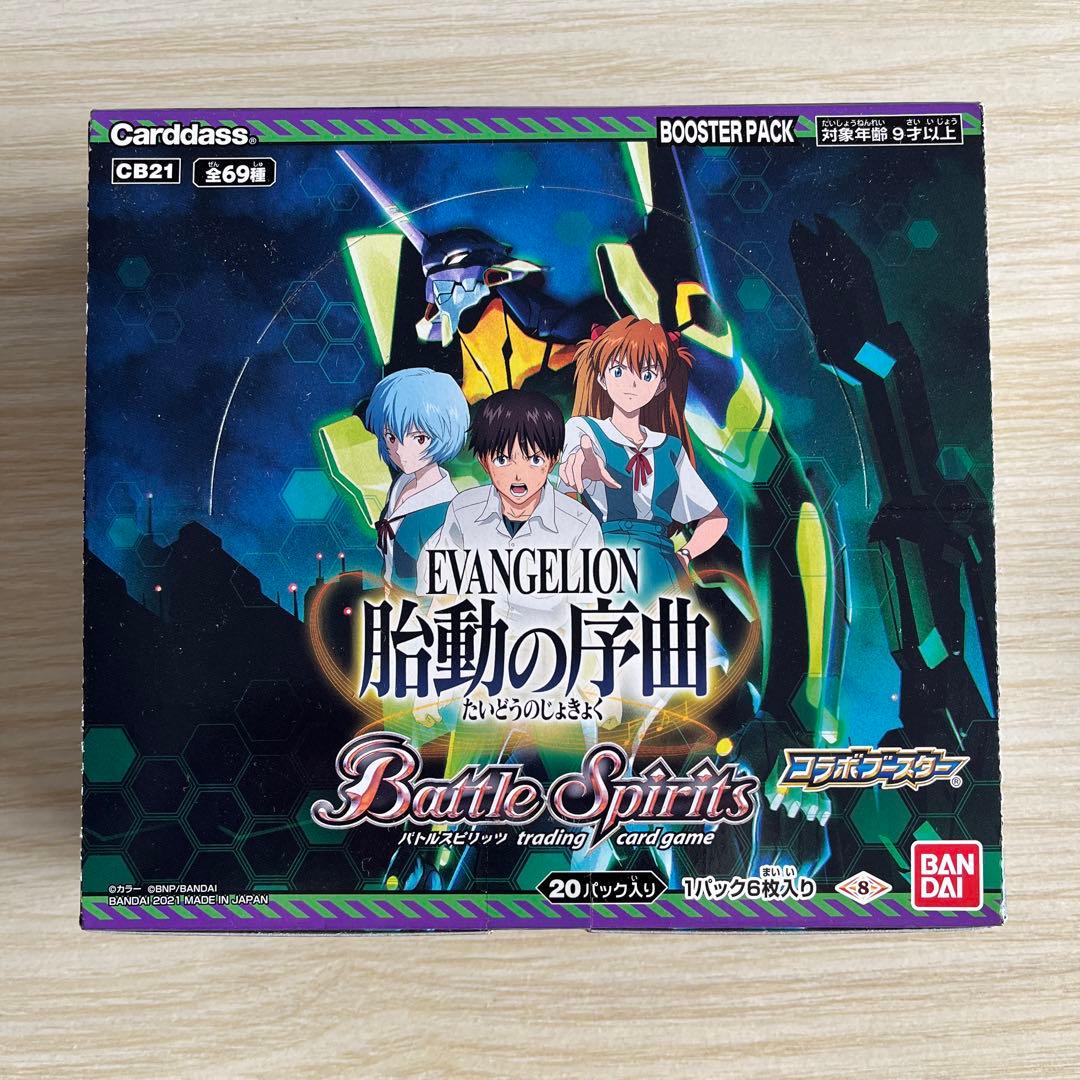 Carddass®
BOOSTER PACK
だいしょうねんれい さいいじょう
対象年齢 9才以上
CB21
ぜん しゅ
全69種
EVANGELION
胎動の序曲
たいどうのじょきょく
Battle Spirits
コラボブースター®
バトルスピリッツ trading card game
20パック入り
い
1パック6枚入り
まい い
8
BAN
DAI
©カラー ©BNP/BANDAI
BANDAI 2021 MADE IN JAPAN